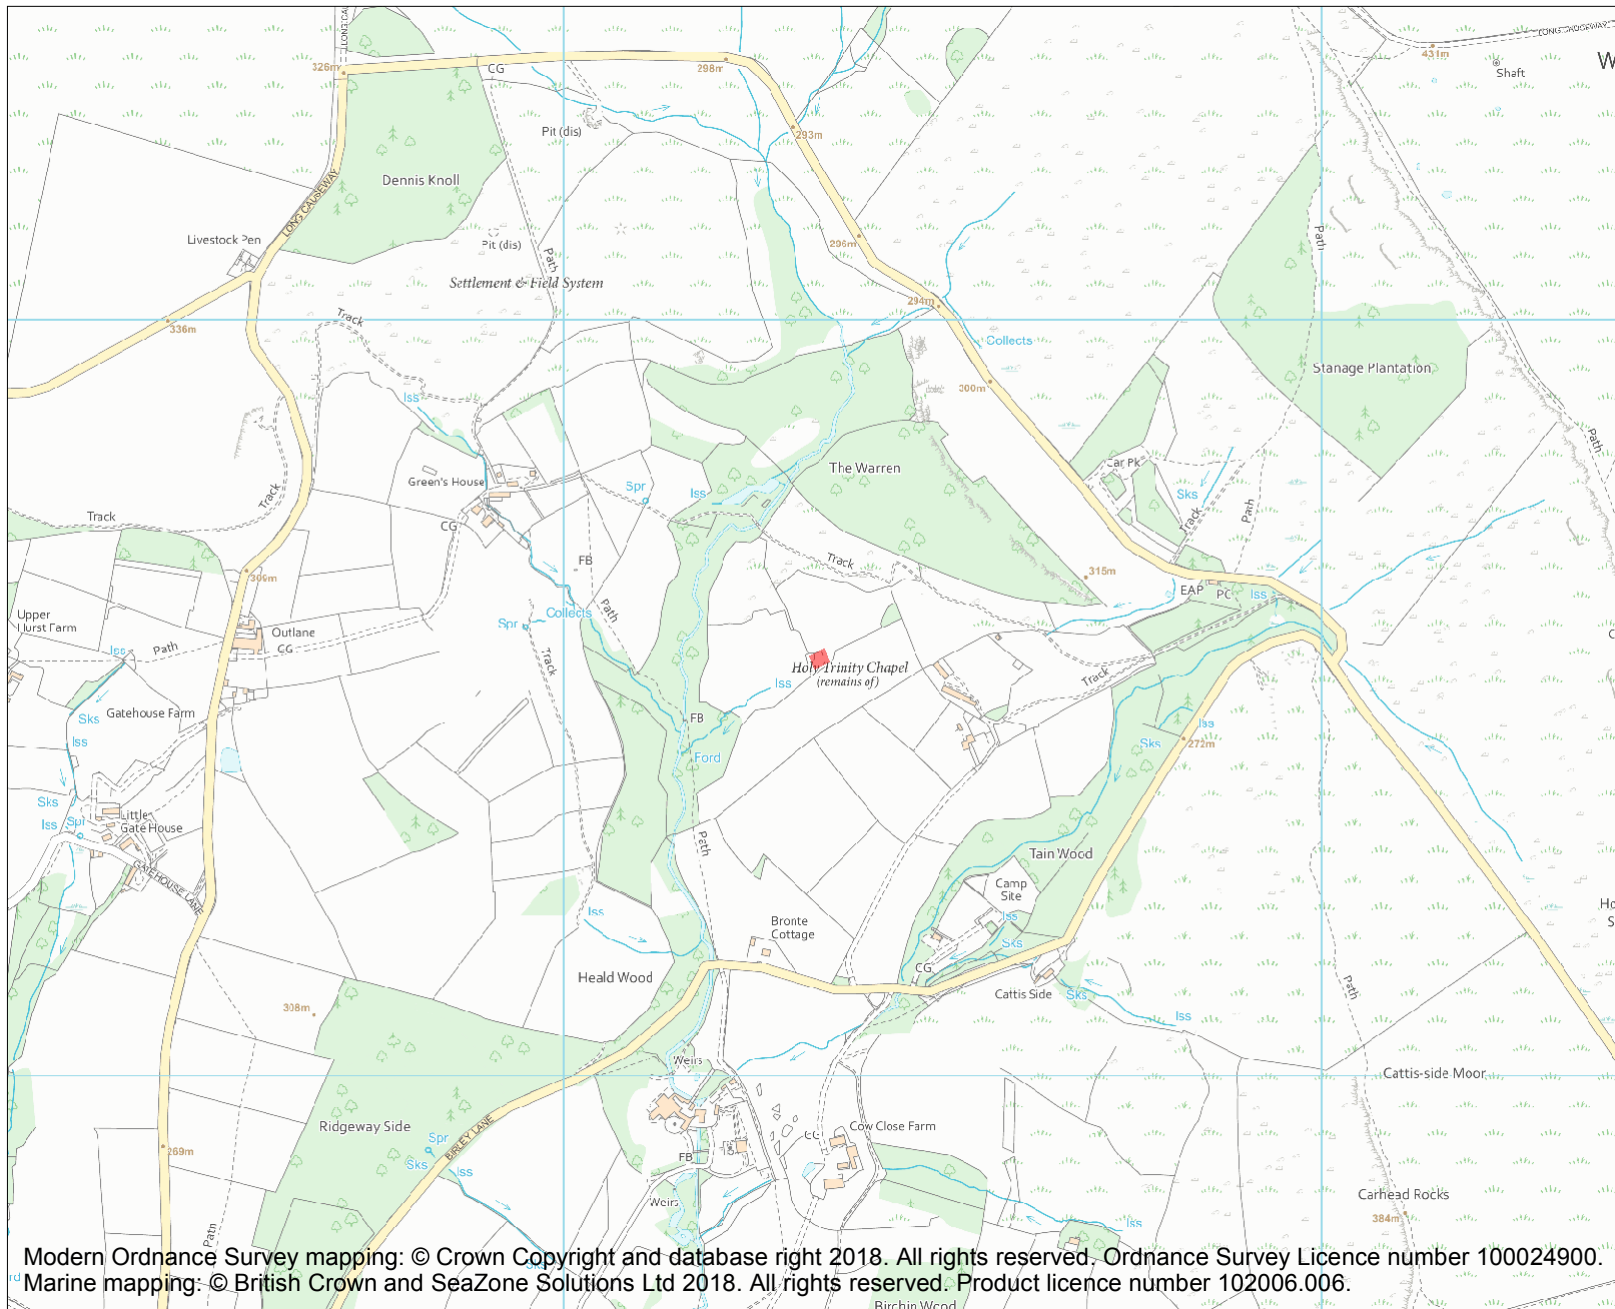 LONG CAUSEWAY
431m
Shaft
W
326m
CG
298m
293m
Pit (dis)
Dennis Knoll
LONG CAUSEWAY
Path
Livestock Pen
Pit (dis)
Path
296m
Settlement & Field System
294m
336m
Track
Collects
Stanage Plantation
300m
Iss
Path
The Warren
Car Pk
Green's House
Spr
Iss
Sks
Track
Track
CG
Track
Path
FB
Track
315m
306m
EAP
PC
Iss
Upper
Hurst Farm
Path
Collects
Spr
Outlane
CG
Iss
Path
Track
Holy Trinity Chapel
(remains of)
Track
Iss
Gatehouse Farm
Sks
Iss
FB
Iss
Sks
272m
Ford
Sks
Iss
Spr
Little
Gate House
Path
Tain Wood
GATEHOUSE LANE
Camp
Site
Iss
Iss
Bronte
Cottage
Sks
CG
Heald Wood
Cattis Side
Sks
Path
308m
Iss
Weirs
Cattis-side Moor
Ridgeway Side
Spr
BIRLEY LANE
Cow Close Farm
CG
269m
Sks
Iss
FB
Weirs
Carhead Rocks
384m
Iss
Path
Modern Ordnance Survey mapping: © Crown Copyright and database right 2018. All rights reserved. Ordnance Survey Licence number 100024900.
Marine mapping: © British Crown and SeaZone Solutions Ltd 2018. All rights reserved. Product licence number 102006.006.
Birchin Wood